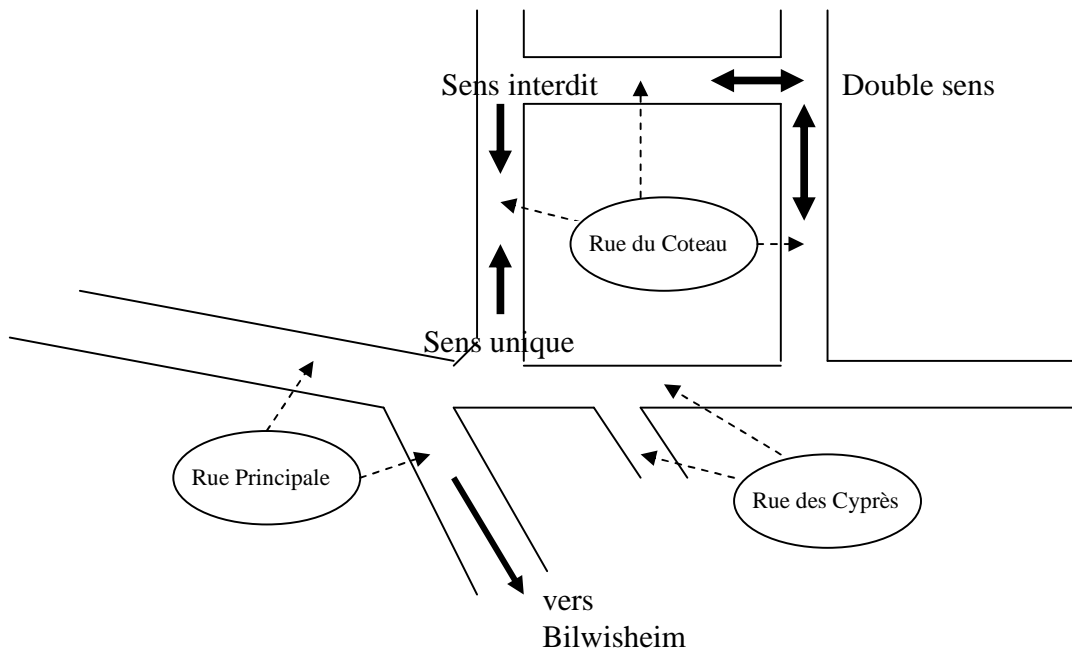 Sens interdit
Double sens
Rue du Coteau
Sens unique
Rue Principale
Rue des Cyprès
vers
Bilwisheim